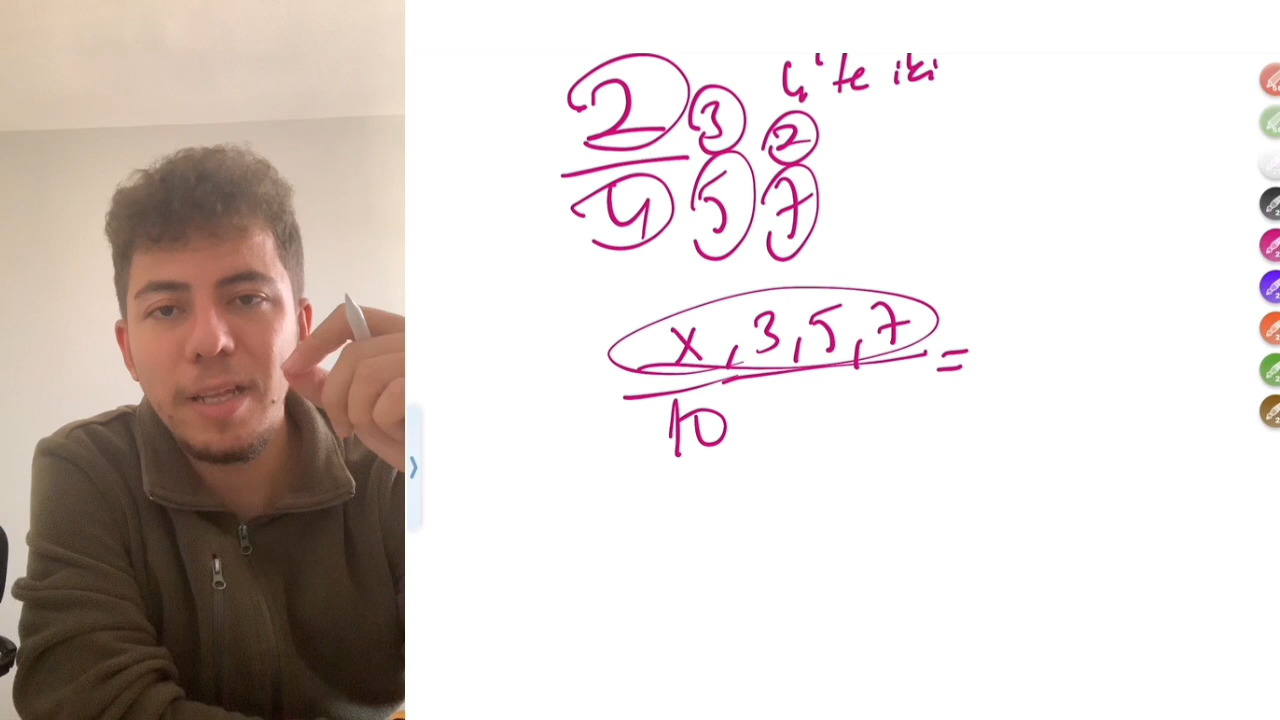 4'te iki
2 3 2
4 5 7
x, 3, 5, 7 =
10